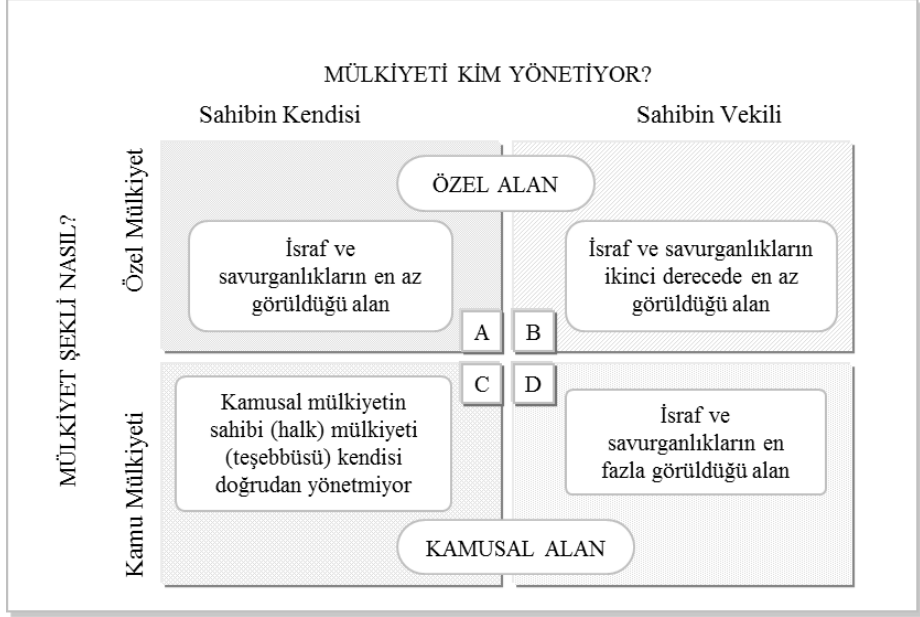 MÜLKİYETİ KİM YÖNETİYOR?
Sahibin Kendisi
Sahibin Vekili
MÜLKİYET ŞEKLİ NASIL?
Özel Mülkiyet
ÖZEL ALAN
İsraf ve
savurganlıkların en az
görüldüğü alan
İsraf ve savurganlıkların
ikinci derecede en az
görüldüğü alan
A
B
Kamu Mülkiyeti
C
D
Kamusal mülkiyetin
sahibi (halk) mülkiyeti
(teşebbüsü) kendisi
doğrudan yönetmiyor
İsraf ve
savurganlıkların en
fazla görüldüğü alan
KAMUSAL ALAN